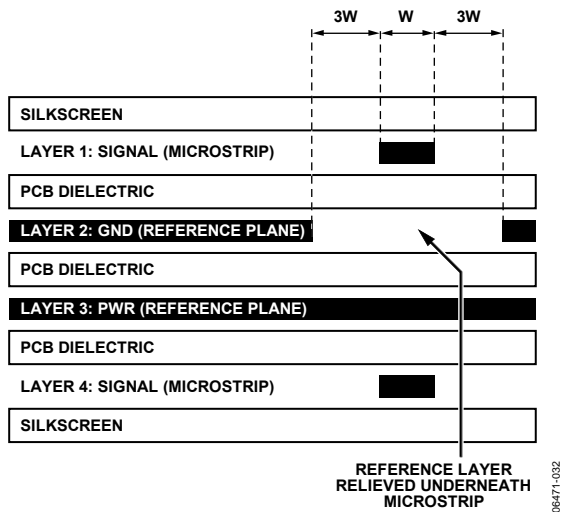 3W W 3W
SILKSCREEN
LAYER 1: SIGNAL (MICROSTRIP)
PCB DIELECTRIC
LAYER 2: GND (REFERENCE PLANE)
PCB DIELECTRIC
LAYER 3: PWR (REFERENCE PLANE)
PCB DIELECTRIC
LAYER 4: SIGNAL (MICROSTRIP)
SILKSCREEN
REFERENCE LAYER
RELIEVED UNDERNEATH
MICROSTRIP
06471-032